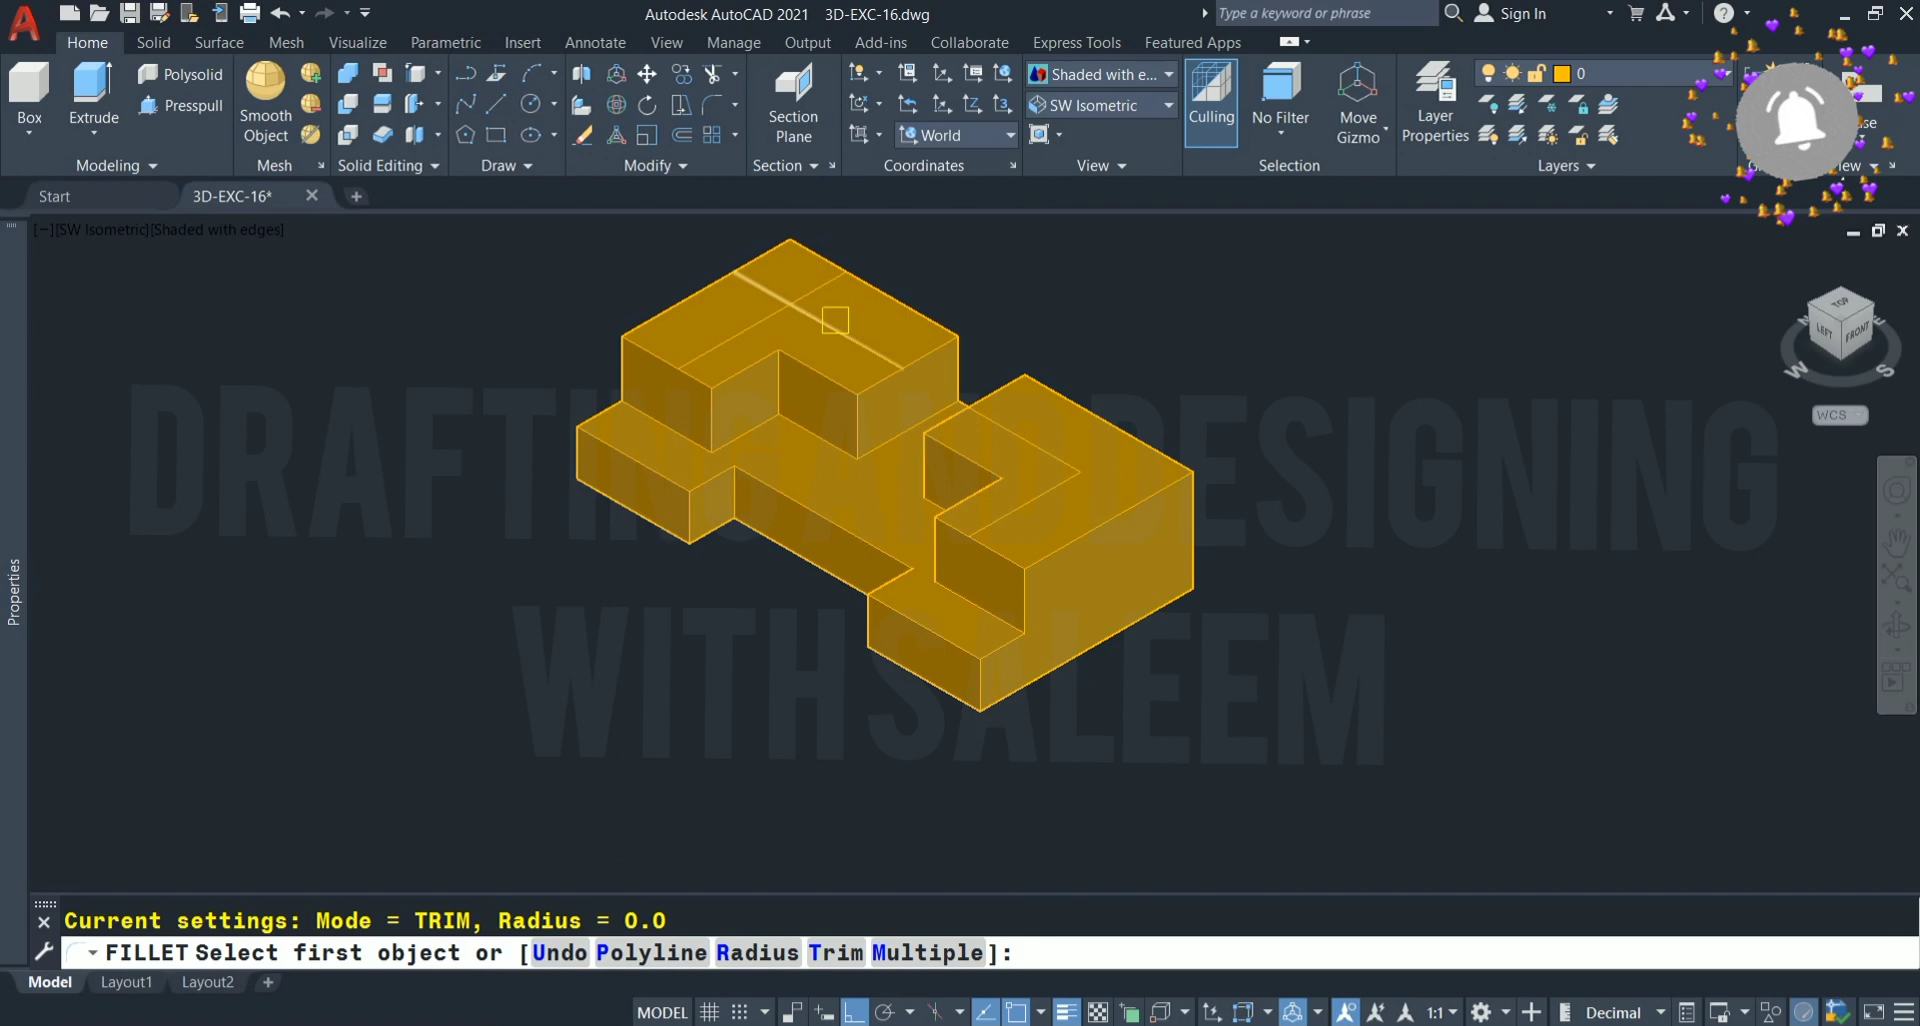 Autodesk AutoCAD 2021 3D-EXC-16.dwg
Type a keyword or phrase
Sign In
Home Solid Surface Mesh Visualize Parametric Insert Annotate View Manage Output Add-ins Collaborate Express Tools Featured Apps
Box
Extrude
Polysolid
Presspull
Smooth
Object
Section
Plane
Shaded with e...
SW Isometric
World
Culling
No Filter
Move
Gizmo
Layer
Properties
0
Modeling
Mesh
Solid Editing
Draw
Modify
Section
Coordinates
View
Selection
Layers
Start
3D-EXC-16*
[−][SW Isometric][Shaded with edges]
TOP
LEFT
FRONT
W
S
WCS
DRAFTING AND DESIGNING
WITH SALEEM
Properties
Current settings: Mode = TRIM, Radius = 0.0
FILLET Select first object or [Undo Polyline Radius Trim Multiple]:
Model Layout1 Layout2
MODEL
1:1
Decimal